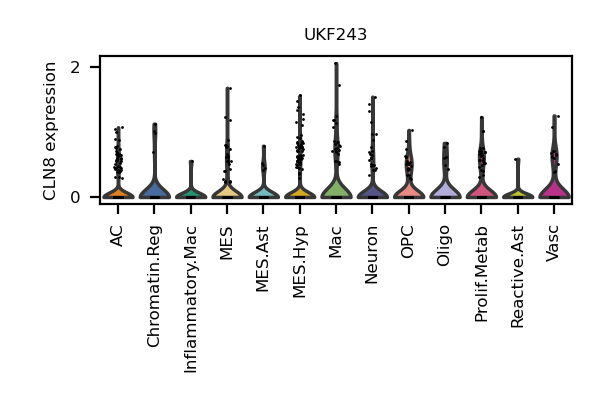 UKF243
CLN8 expression
2
0
AC
Chromatin.Reg
Inflammatory.Mac
MES
MES.Ast
MES.Hyp
Mac
Neuron
OPC
Oligo
Prolif.Metab
Reactive.Ast
Vasc